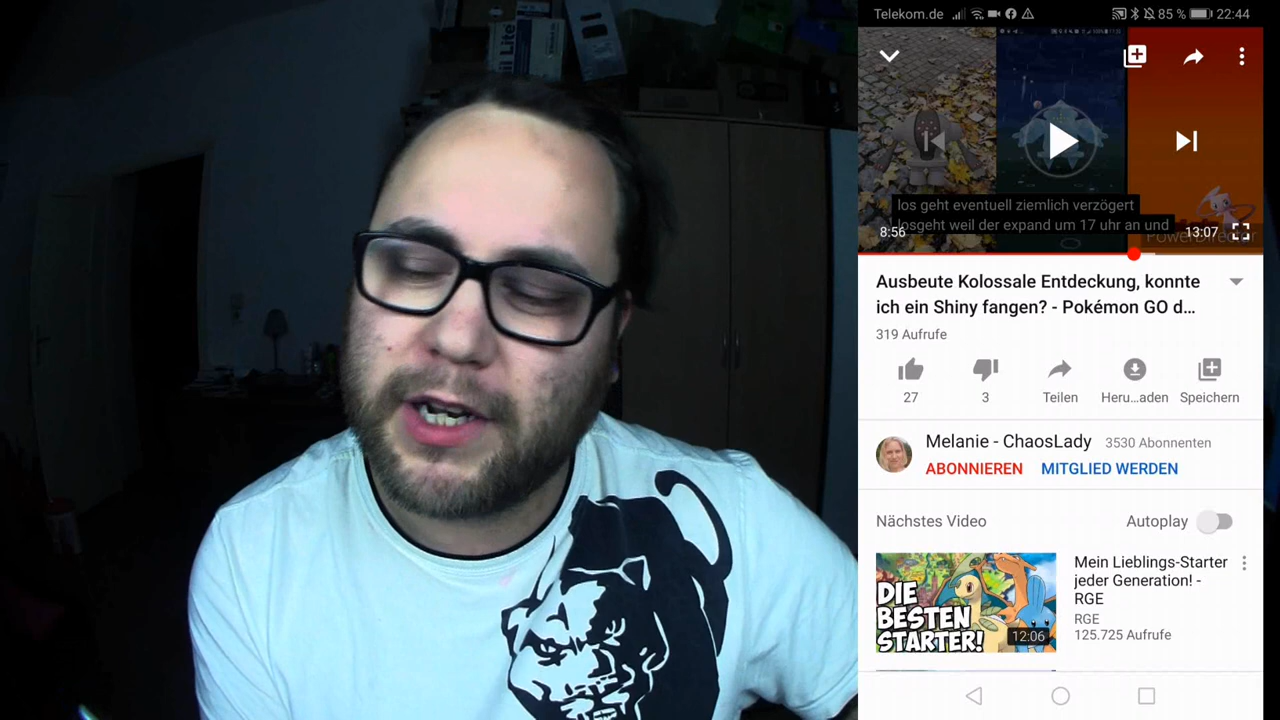 il Lite
Telekom.de
85 %
22:44
los geht eventuell ziemlich verzögert
losgeht weil der expand um 17 uhr an und
8:56
13:07
PowerDirector
Ausbeute Kolossale Entdeckung, konnte
ich ein Shiny fangen? - Pokémon GO d...
319 Aufrufe
27
3
Teilen
Heru...aden
Speichern
Melanie - ChaosLady
3530 Abonnenten
ABONNIEREN
MITGLIED WERDEN
Nächstes Video
Autoplay
DIE
BESTEN
STARTER!
12:06
Mein Lieblings-Starter
jeder Generation! -
RGE
RGE
125.725 Aufrufe